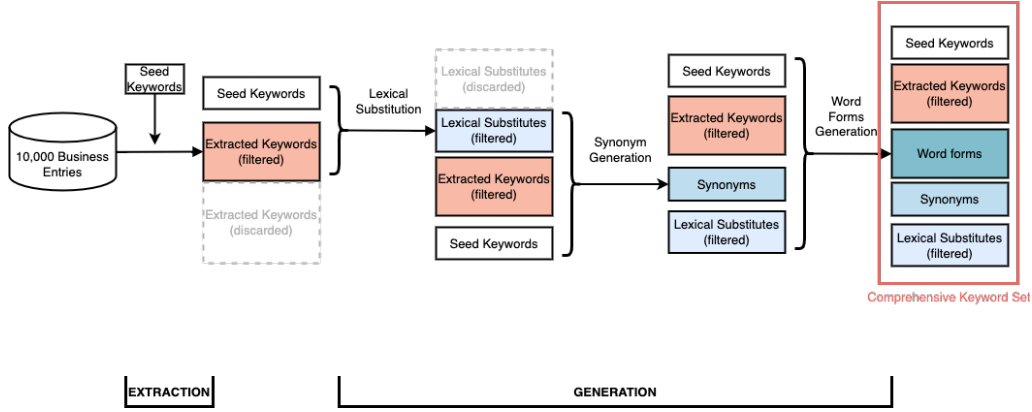 10,000 Business
Entries
Seed
Keywords
Seed Keywords
Extracted Keywords
(filtered)
Extracted Keywords
(discarded)
Lexical
Substitution
Lexical Substitutes
(discarded)
Lexical Substitutes
(filtered)
Extracted Keywords
(filtered)
Seed Keywords
Synonym
Generation
Seed Keywords
Extracted Keywords
(filtered)
Synonyms
Lexical Substitutes
(filtered)
Word
Forms
Generation
Seed Keywords
Extracted Keywords
(filtered)
Word forms
Synonyms
Lexical Substitutes
(filtered)
Comprehensive Keyword Set
EXTRACTION
GENERATION